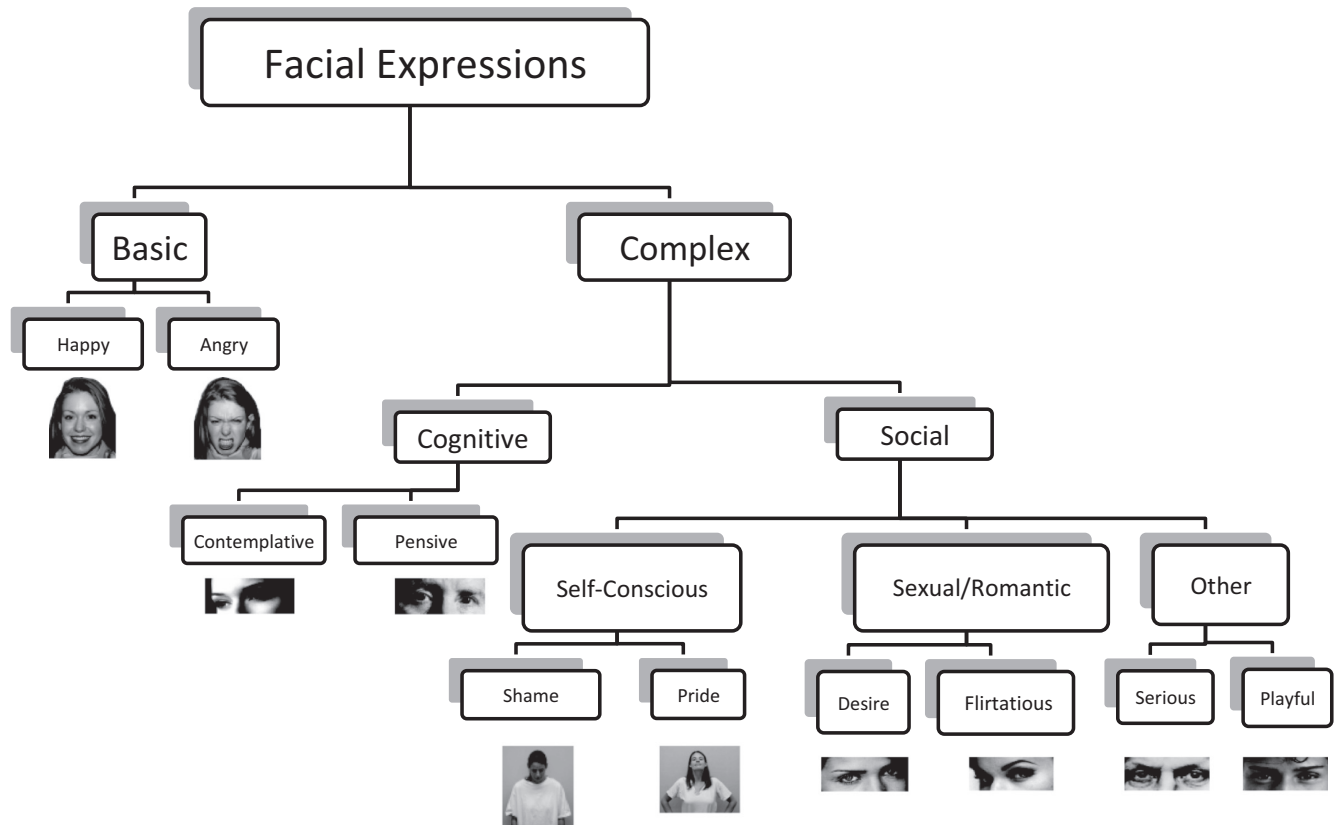 Facial Expressions
Basic
Complex
Happy
Angry
Cognitive
Social
Contemplative
Pensive
Self-Conscious
Sexual/Romantic
Other
Shame
Pride
Desire
Flirtatious
Serious
Playful